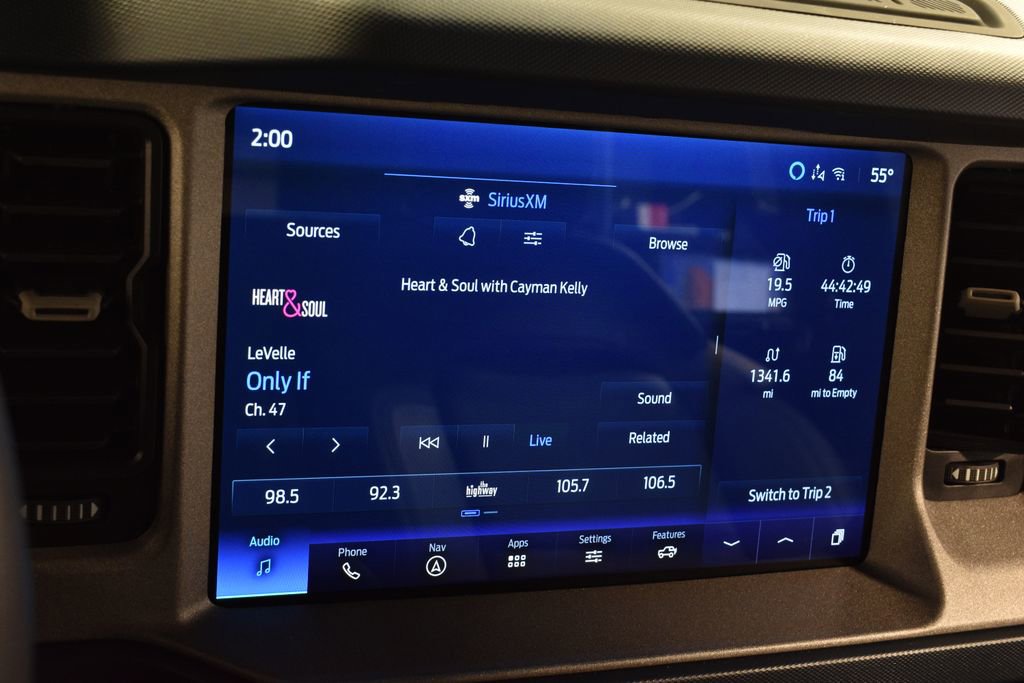 2:00
55°
sxm SiriusXM
Trip 1
Sources
Browse
Heart & Soul with Cayman Kelly
HEART & SOUL
19.5
MPG
44:42:49
Time
LeVelle
Only If
Ch. 47
1341.6
mi
84
mi to Empty
Sound
Live
Related
98.5
92.3
the highway
105.7
106.5
Switch to Trip 2
Audio
Phone
Nav
Apps
Settings
Features